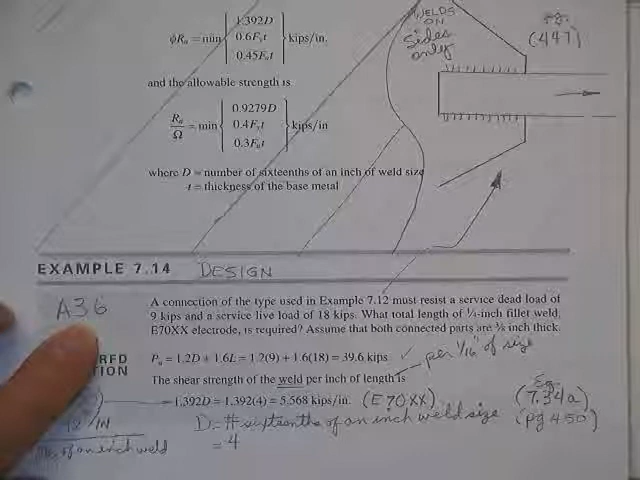 WELDS
ON
Sides
only
Eg.
(447)
ϕRn = min { 1.392D
0.6Fyt
0.45Fut } kips/in.
and the allowable strength is
Rn/Ω = min { 0.9279D
0.4Fyt
0.3Fut } kips/in
where D = number of sixteenths of an inch of weld size
t = thickness of the base metal
EXAMPLE 7.14 DESIGN
A36
A connection of the type used in Example 7.12 must resist a service dead load of
9 kips and a service live load of 18 kips. What total length of ¼-inch fillet weld,
E70XX electrode, is required? Assume that both connected parts are ⅜ inch thick.
RFD
TION
Pu = 1.2D + 1.6L = 1.2(9) + 1.6(18) = 39.6 kips ✓
per 1/16" of size
The shear strength of the weld per inch of length is
1.392D = 1.392(4) = 5.568 kips/in. (E70XX)
Eg.
(7.34a)
(pg 450)
D = # sixteenths of an inch weld size
= 4
/IN
of an inch weld